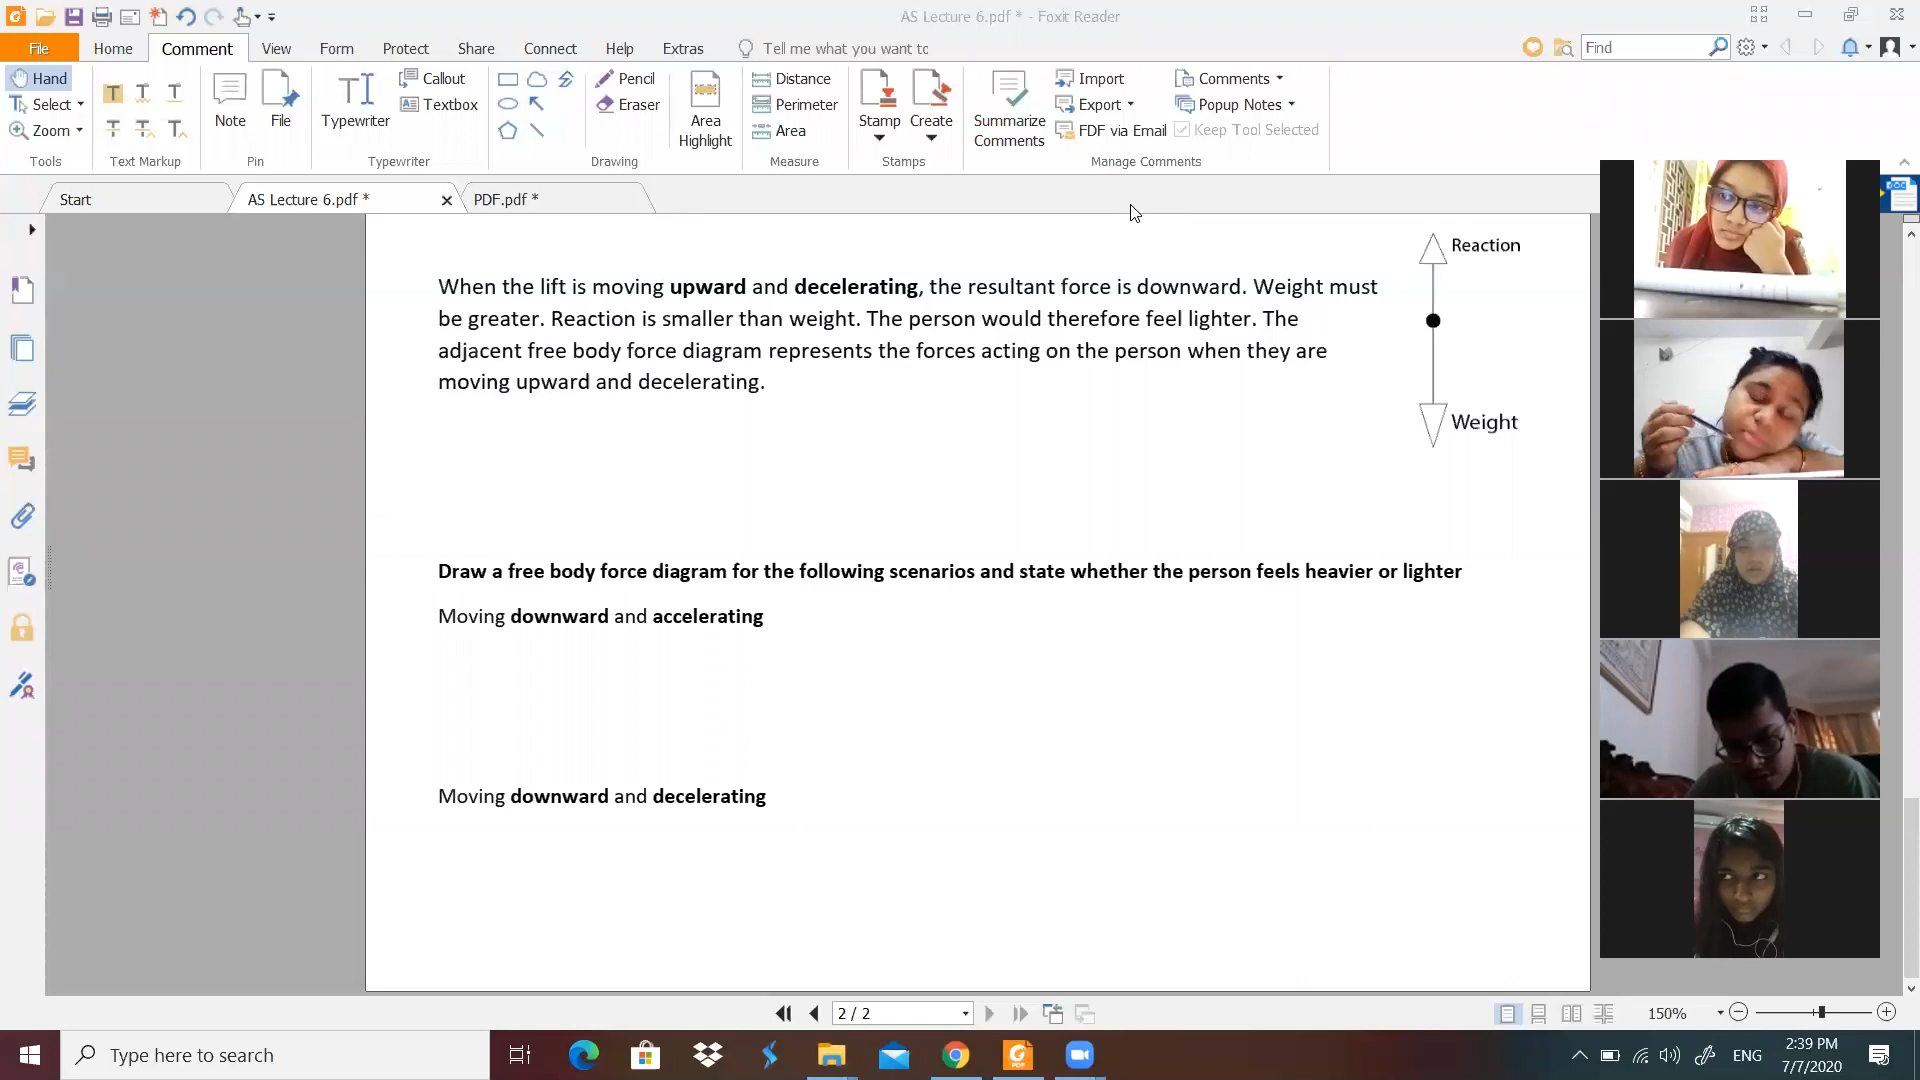 AS Lecture 6.pdf * - Foxit Reader
File Home Comment View Form Protect Share Connect Help Extras Tell me what you want to Find
Hand
Select
Zoom
Tools
Text Markup
Note
File
Pin
Typewriter
Callout
Textbox
Typewriter
Pencil
Eraser
Drawing
Area
Highlight
Distance
Perimeter
Area
Measure
Stamp
Create
Stamps
Summarize
Comments
Import
Export
FDF via Email
Comments
Popup Notes
Keep Tool Selected
Manage Comments
Start
AS Lecture 6.pdf *
PDF.pdf *
DOC
Reaction
When the lift is moving upward and decelerating, the resultant force is downward. Weight must
be greater. Reaction is smaller than weight. The person would therefore feel lighter. The
adjacent free body force diagram represents the forces acting on the person when they are
moving upward and decelerating.
Weight
Draw a free body force diagram for the following scenarios and state whether the person feels heavier or lighter
Moving downward and accelerating
Moving downward and decelerating
2 / 2
150%
Type here to search
PDF
ENG
2:39 PM
7/7/2020